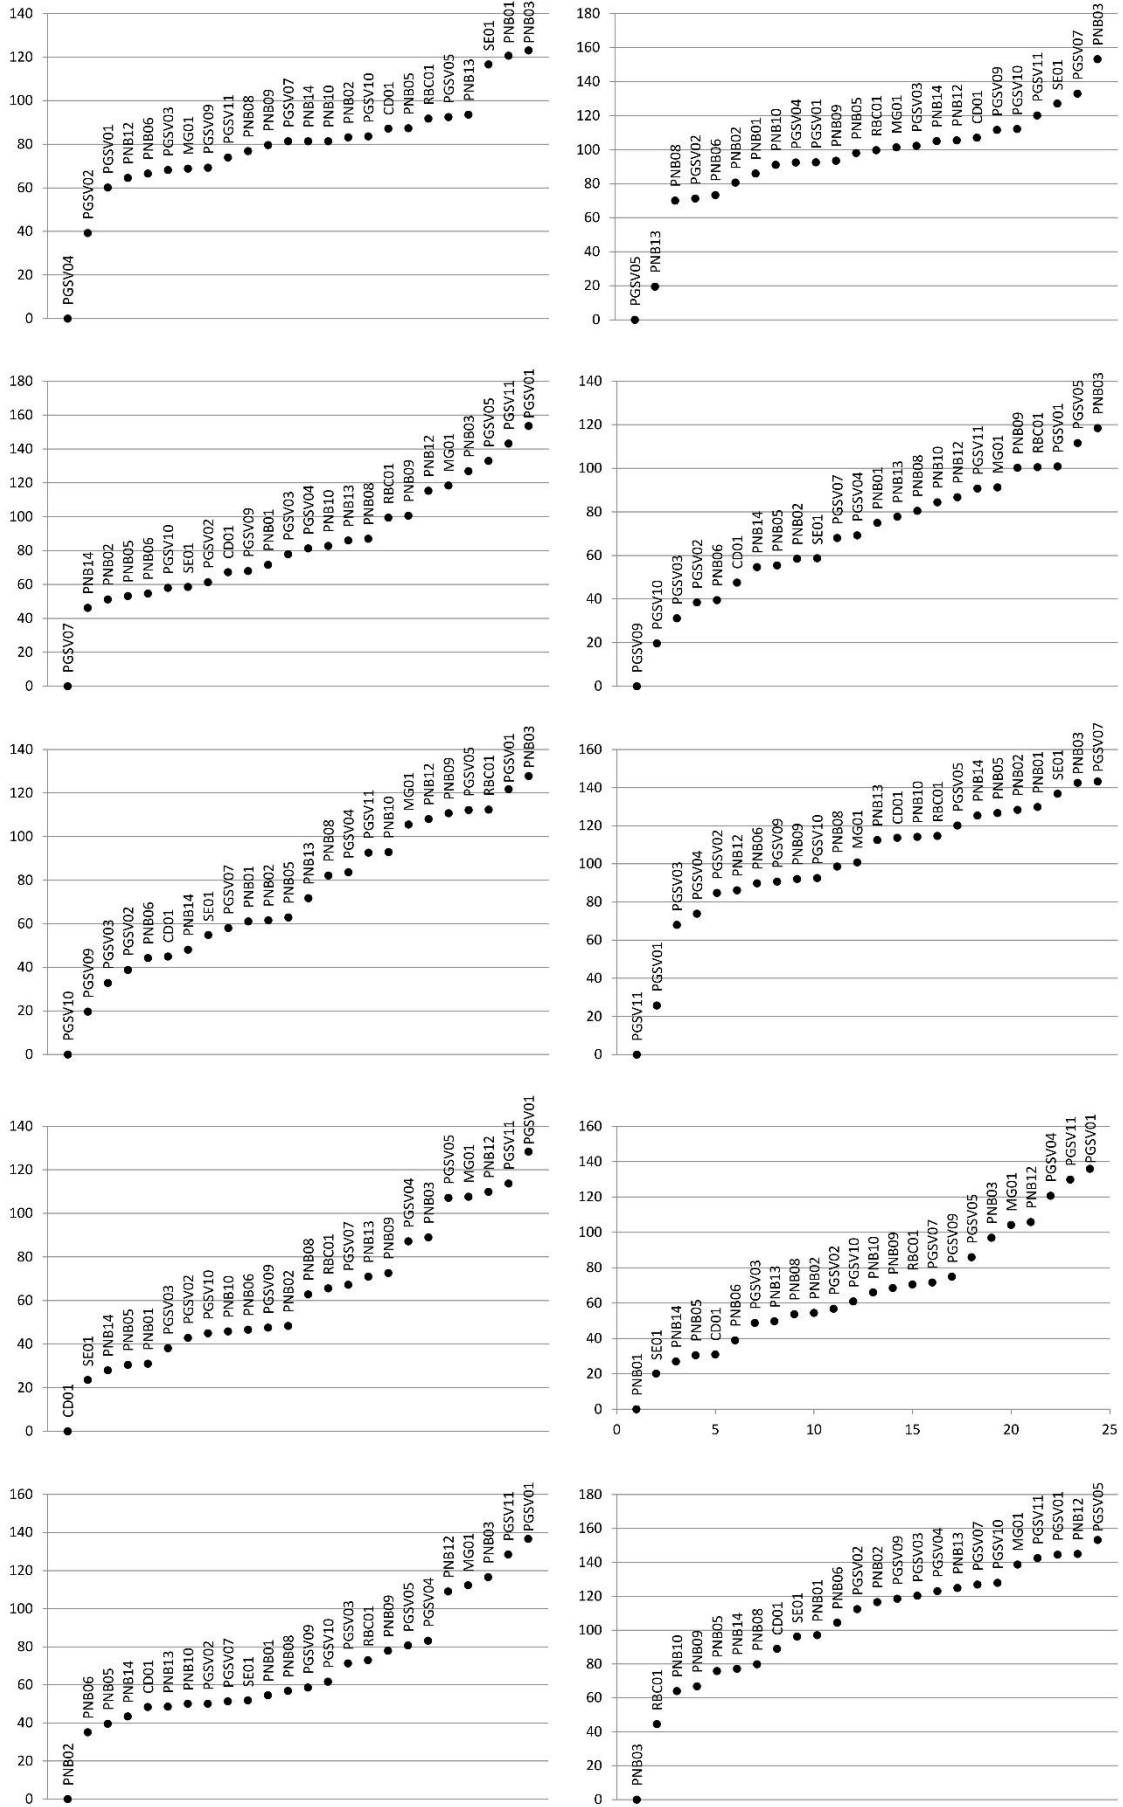 140
120
100
80
60
40
20
0
PGSV04
PGSV02
PGSV01
PNB12
PNB06
PGSV03
MG01
PGSV09
PGSV11
PNB08
PNB09
PGSV07
PNB14
PNB10
PNB02
PGSV10
CD01
PNB05
RBC01
PGSV05
PNB13
SE01
PNB01
PNB03
180
160
140
120
100
80
60
40
20
0
PGSV05
PNB13
PNB08
PGSV02
PNB06
PNB02
PNB01
PNB10
PGSV04
PGSV01
PNB09
PNB05
RBC01
MG01
PGSV03
PNB14
PNB12
CD01
PGSV09
PGSV10
PGSV11
SE01
PGSV07
PNB03
180
160
140
120
100
80
60
40
20
0
PGSV07
PNB14
PNB02
PNB05
PNB06
PGSV10
SE01
PGSV02
CD01
PGSV09
PNB01
PGSV03
PGSV04
PNB10
PNB13
PNB08
RBC01
PNB09
PNB12
MG01
PNB03
PGSV05
PGSV11
PGSV01
140
120
100
80
60
40
20
0
PGSV09
PGSV10
PGSV03
PGSV02
PNB06
CD01
PNB14
PNB05
PNB02
SE01
PGSV07
PGSV04
PNB01
PNB13
PNB08
PNB10
PNB12
PGSV11
MG01
PNB09
RBC01
PGSV01
PGSV05
PNB03
140
120
100
80
60
40
20
0
PGSV10
PGSV09
PGSV03
PGSV02
PNB06
CD01
PNB14
SE01
PGSV07
PNB01
PNB02
PNB05
PNB13
PNB08
PGSV04
PGSV11
PNB10
MG01
PNB12
PNB09
PGSV05
RBC01
PGSV01
PNB03
160
140
120
100
80
60
40
20
0
PGSV11
PGSV01
PGSV03
PGSV04
PGSV02
PNB12
PNB06
PGSV09
PNB09
PGSV10
PNB08
MG01
PNB13
CD01
PNB10
RBC01
PGSV05
PNB14
PNB05
PNB02
PNB01
SE01
PNB03
PGSV07
140
120
100
80
60
40
20
0
CD01
SE01
PNB14
PNB05
PNB01
PGSV03
PGSV02
PGSV10
PNB10
PNB06
PGSV09
PNB02
PNB08
RBC01
PGSV07
PNB13
PNB09
PGSV04
PNB03
PGSV05
MG01
PNB12
PGSV11
PGSV01
160
140
120
100
80
60
40
20
0
PNB01
SE01
PNB14
PNB05
CD01
PNB06
PGSV03
PNB13
PNB08
PNB02
PGSV02
PGSV10
PNB10
PNB09
RBC01
PGSV07
PGSV09
PGSV05
PNB03
MG01
PNB12
PGSV04
PGSV11
PGSV01
0 5 10 15 20 25
160
140
120
100
80
60
40
20
0
PNB02
PNB06
PNB05
PNB14
CD01
PNB13
PNB10
PGSV02
PGSV07
SE01
PNB01
PNB08
PGSV09
PGSV10
PGSV03
RBC01
PNB09
PGSV05
PGSV04
PNB12
MG01
PNB03
PGSV11
PGSV01
180
160
140
120
100
80
60
40
20
0
PNB03
RBC01
PNB10
PNB09
PNB05
PNB14
PNB08
CD01
SE01
PNB01
PNB06
PGSV02
PNB02
PGSV09
PGSV03
PGSV04
PNB13
PGSV07
PGSV10
MG01
PGSV11
PGSV01
PNB12
PGSV05